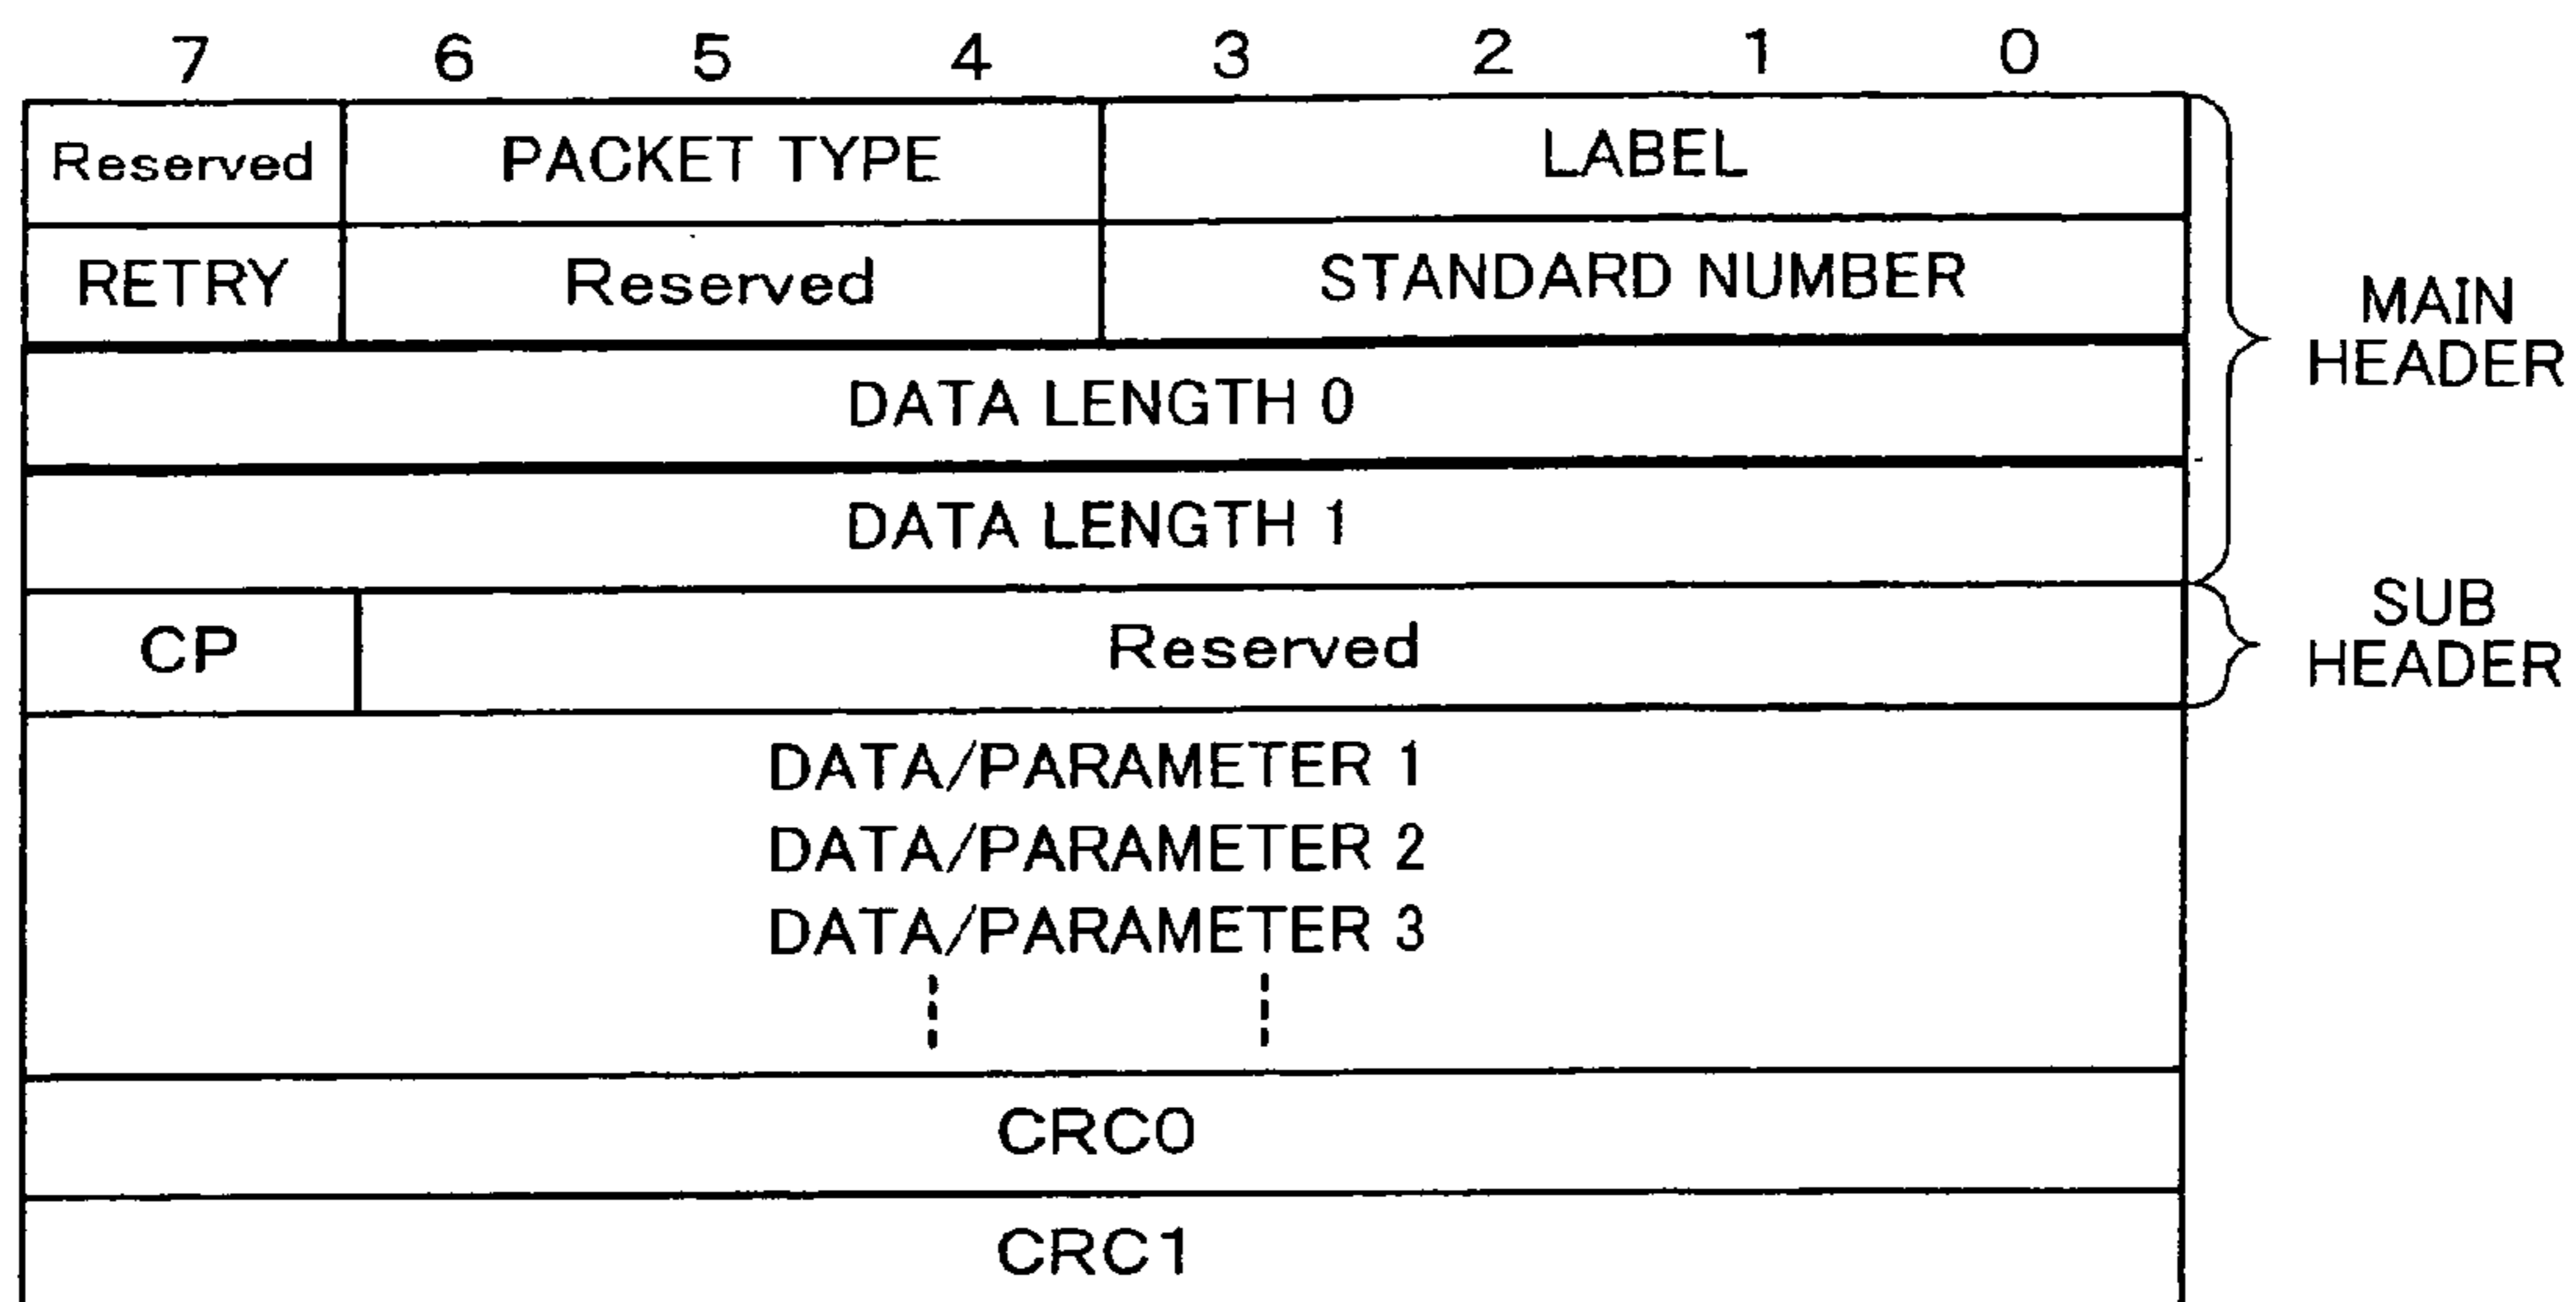 7 6 5 4 3 2 1 0
Reserved PACKET TYPE LABEL
RETRY Reserved STANDARD NUMBER
MAIN
HEADER
DATA LENGTH 0
DATA LENGTH 1
CP Reserved
SUB
HEADER
DATA/PARAMETER 1
DATA/PARAMETER 2
DATA/PARAMETER 3
CRC0
CRC1